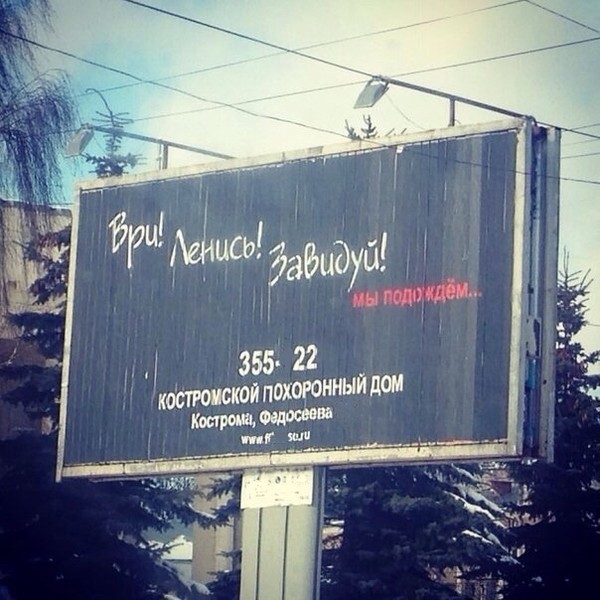 Ври! Ленись! Завидуй!
мы подождём...
355- 22
КОСТРОМСКОЙ ПОХОРОННЫЙ ДОМ
Кострома, Федосеева